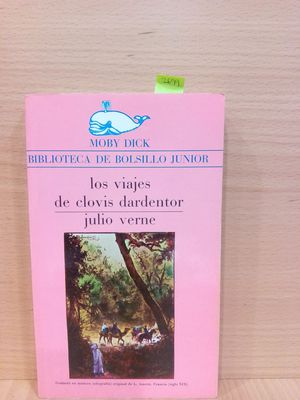 MOBY DICK
BIBLIOTECA DE BOLSILLO JUNIOR
los viajes
de clovis dardentor
julio verne